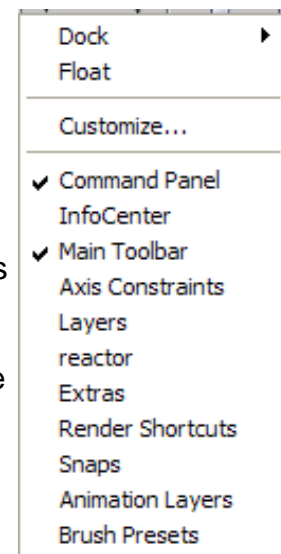 Dock
Float
Customize...
Command Panel
InfoCenter
Main Toolbar
s
Axis Constraints
Layers
reactor
e
Extras
Render Shortcuts
Snaps
Animation Layers
Brush Presets